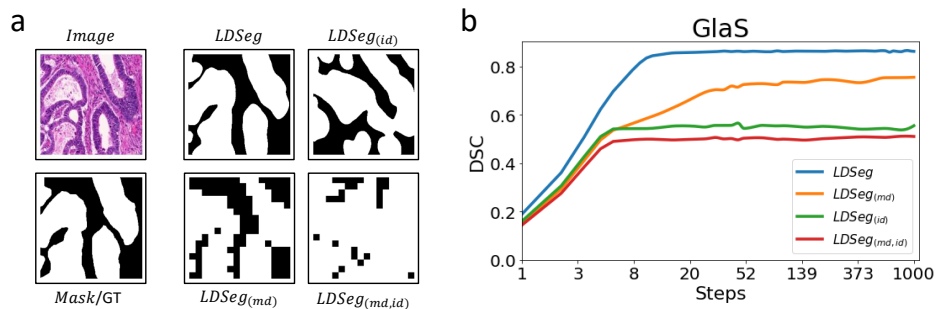 a
Image
LDSeg
LDSeg(id)
Mask/GT
LDSeg(md)
LDSeg(md,id)
b
GlaS
DSC
0.8
0.6
0.4
0.2
0.0
1 3 8 20 52 139 373 1000
Steps
LDSeg
LDSeg(md)
LDSeg(id)
LDSeg(md,id)